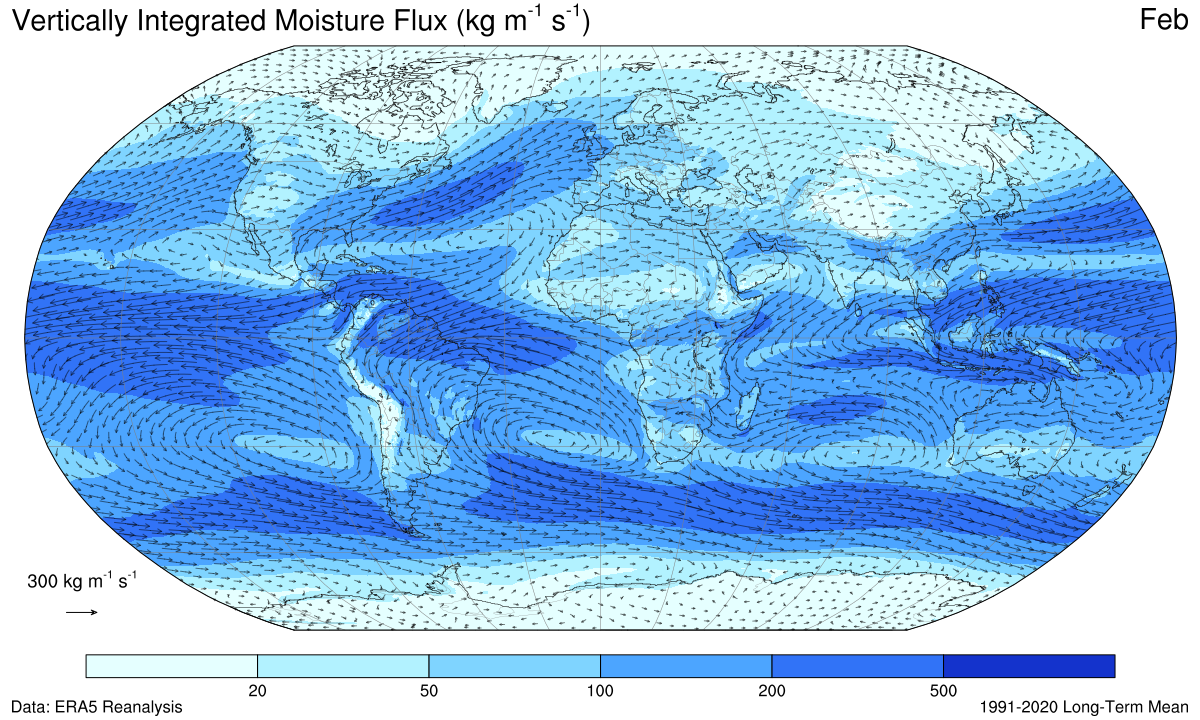 Vertically Integrated Moisture Flux (kg m⁻¹ s⁻¹) Feb
300 kg m⁻¹ s⁻¹
20 50 100 200 500
Data: ERA5 Reanalysis 1991-2020 Long-Term Mean